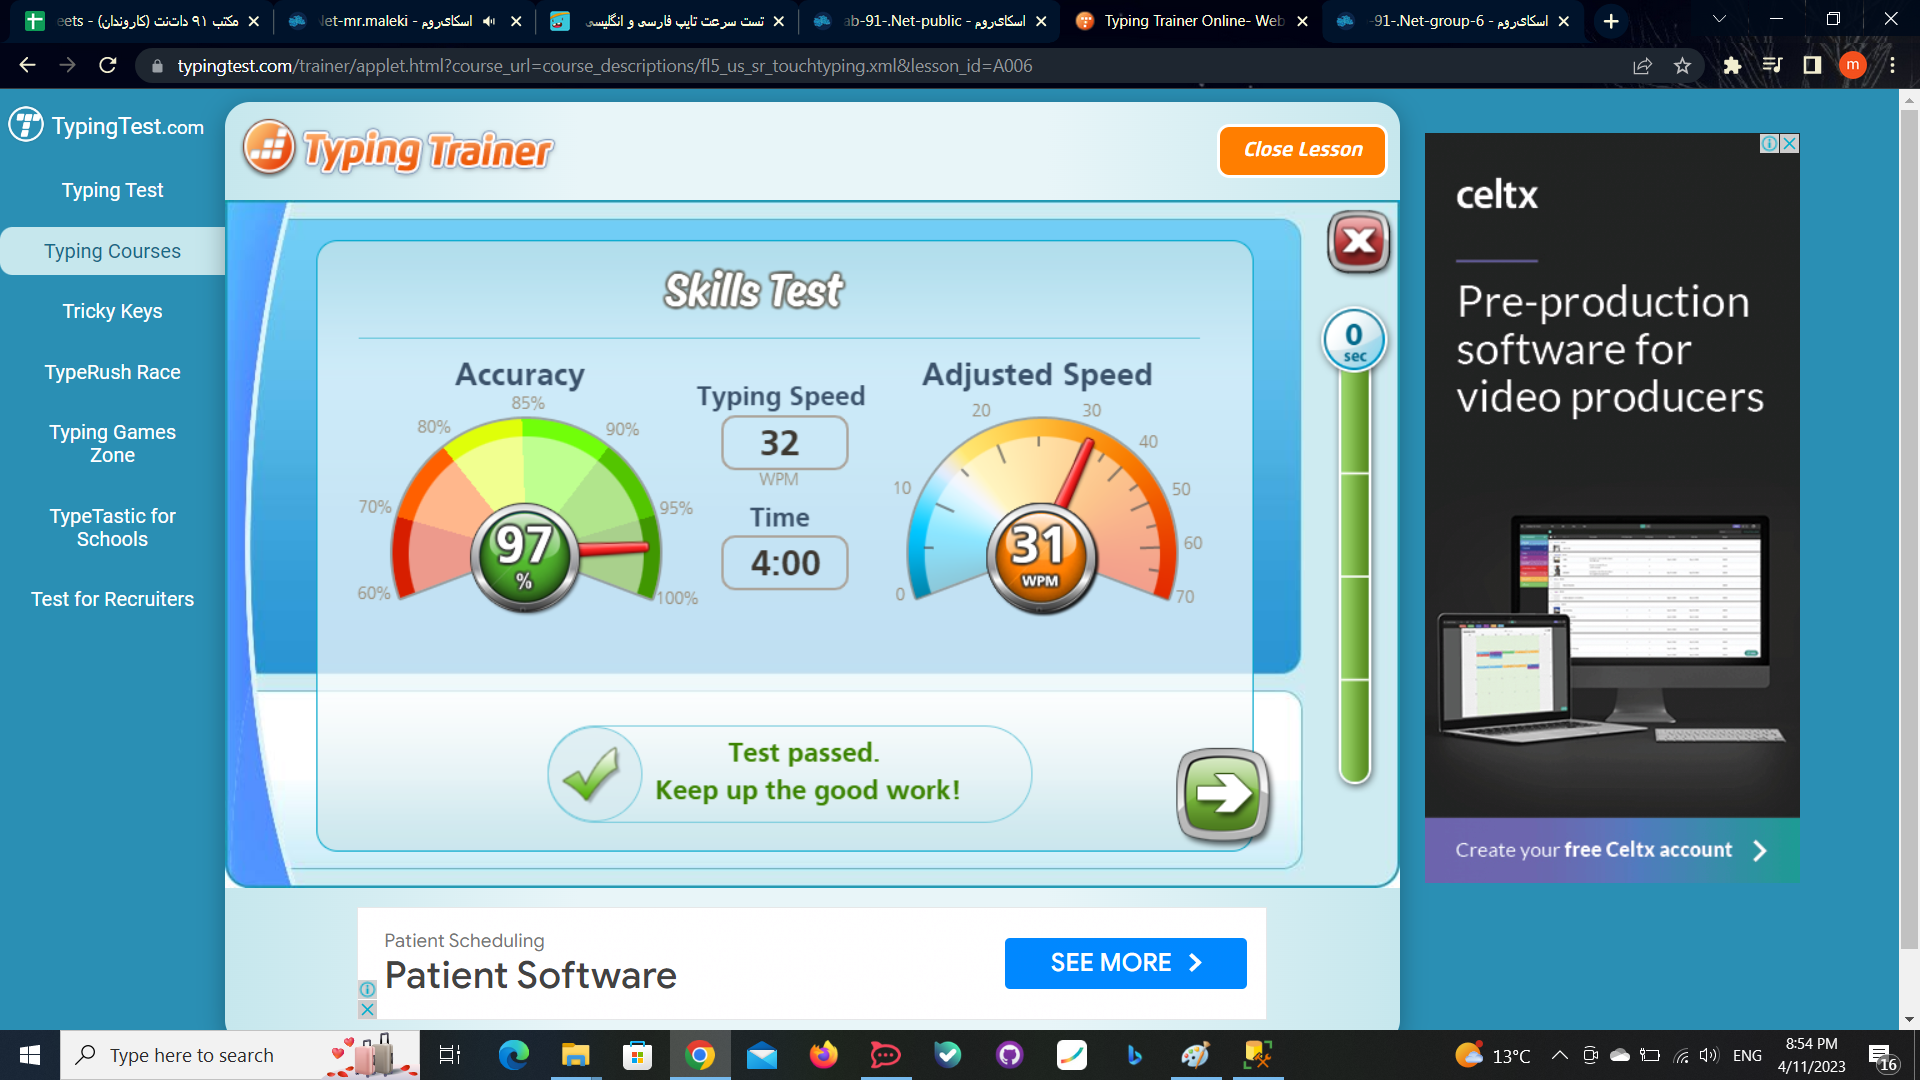 مکتب ۹۱ دات‌نت (کاروندان) - eets
اسکای‌روم - Net-mr.maleki
تست سرعت تایپ فارسی و انگلیسی
اسکای‌روم - ab-91-.Net-public
Typing Trainer Online- Web
اسکای‌روم - 91-.Net-group-6-
typingtest.com/trainer/applet.html?course_url=course_descriptions/fl5_us_sr_touchtyping.xml&lesson_id=A006
m
TypingTest.com
Typing Test
Typing Courses
Tricky Keys
TypeRush Race
Typing Games
Zone
TypeTastic for
Schools
Test for Recruiters
Typing Trainer
Close Lesson
Skills Test
0
sec
Accuracy
60%
70%
80%
85%
90%
95%
100%
97
%
Typing Speed
32
WPM
Time
4:00
Adjusted Speed
0
10
20
30
40
50
60
70
31
WPM
Test passed.
Keep up the good work!
celtx
Pre-production
software for
video producers
Create your free Celtx account
Patient Scheduling
Patient Software
SEE MORE
Type here to search
13°C
ENG
8:54 PM
4/11/2023
16